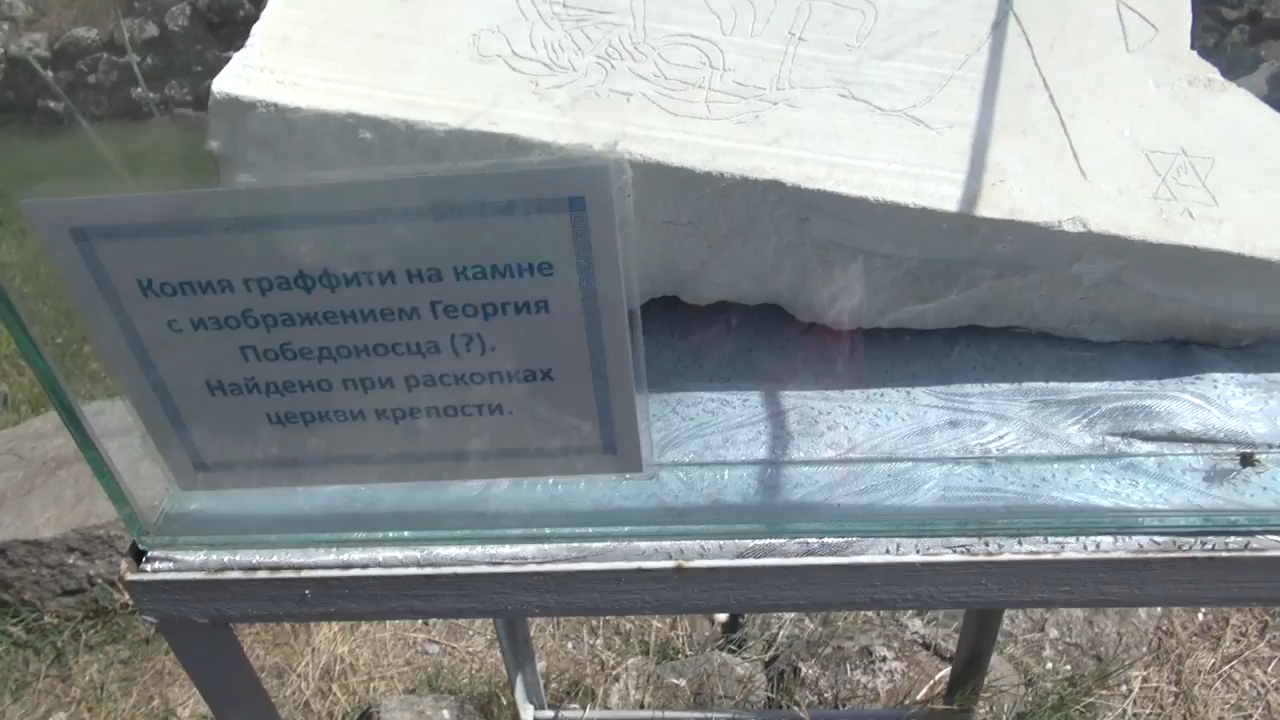 Копия граффити на камне
с изображением Георгия
Победоносца (?).
Найдено при раскопках
церкви крепости.